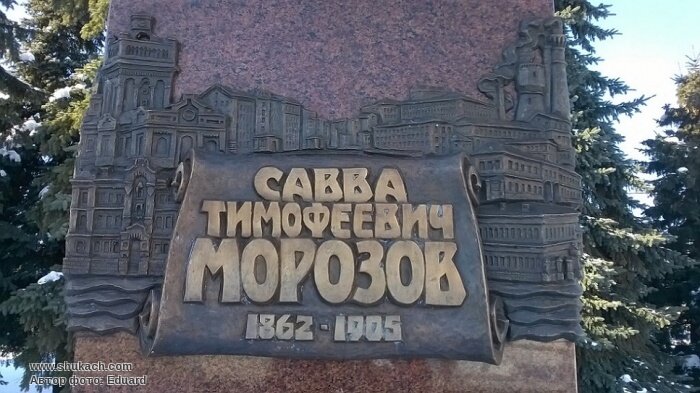 САВВА
ТИМОФЕЕВИЧ
МОРОЗОВ
1862-1905
www.shukach.com
Автор фото: Eduard